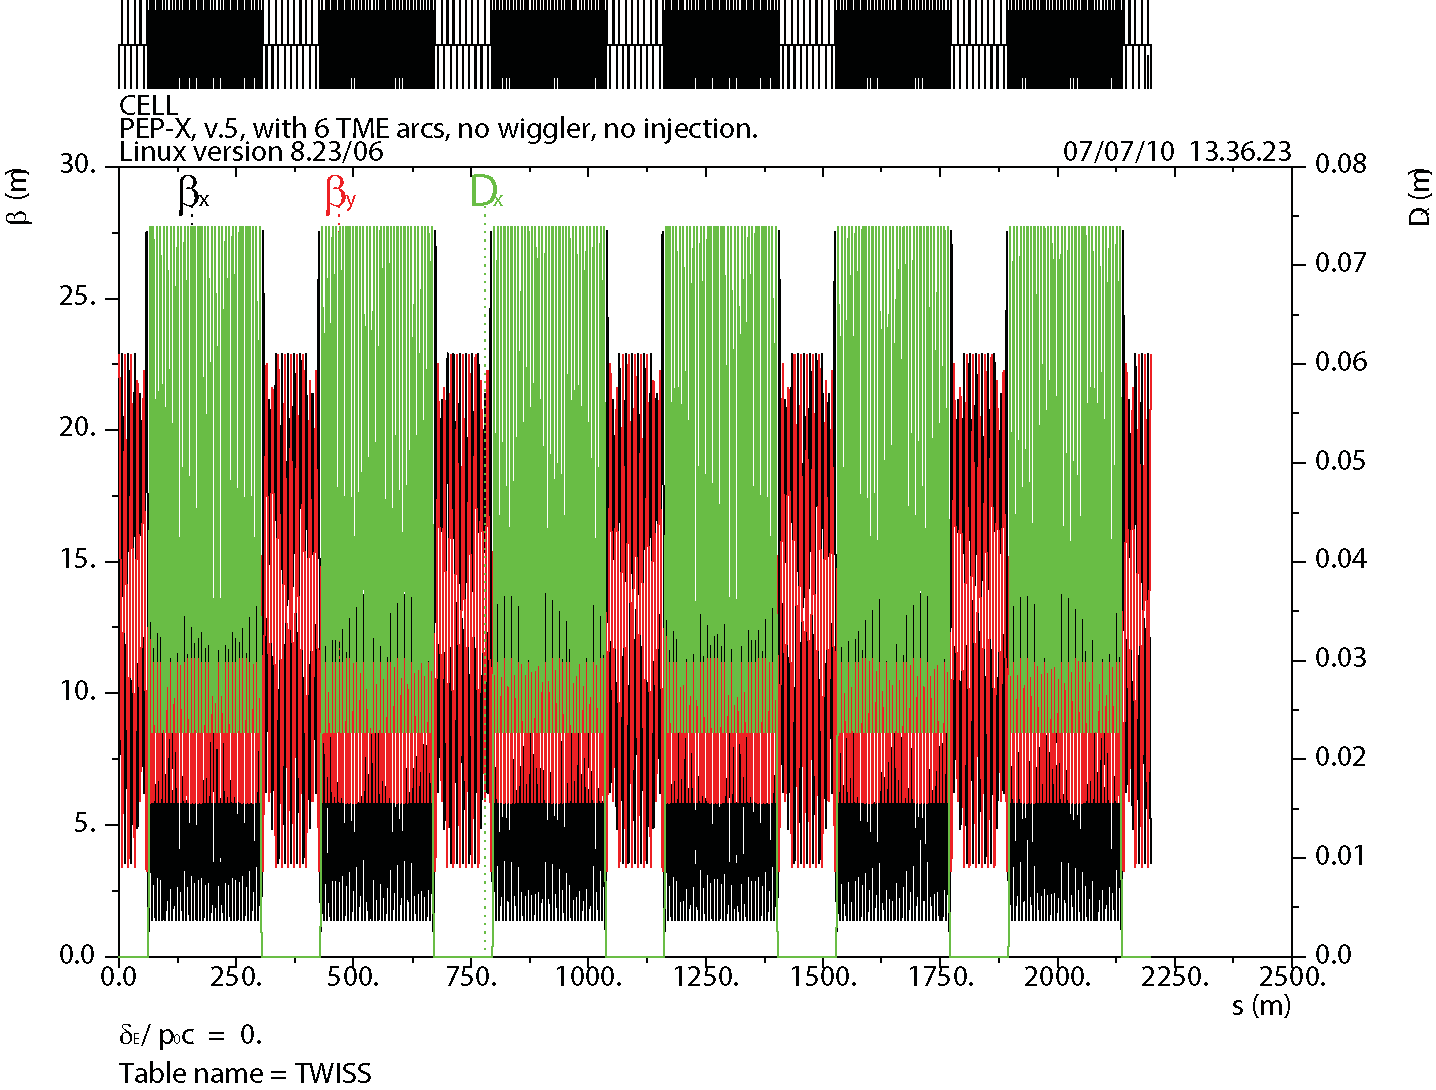 CELL
PEP-X, v.5, with 6 TME arcs, no wiggler, no injection.
Linux version 8.23/06 07/07/10 13.36.23
β (m)
30.
25.
20.
15.
10.
5.
0.0
βx βy Dx
0.08
0.07
0.06
0.05
0.04
0.03
0.02
0.01
0.0
D (m)
0.0 250. 500. 750. 1000. 1250. 1500. 1750. 2000. 2250. 2500.
s (m)
δE/ p0c = 0.
Table name = TWISS